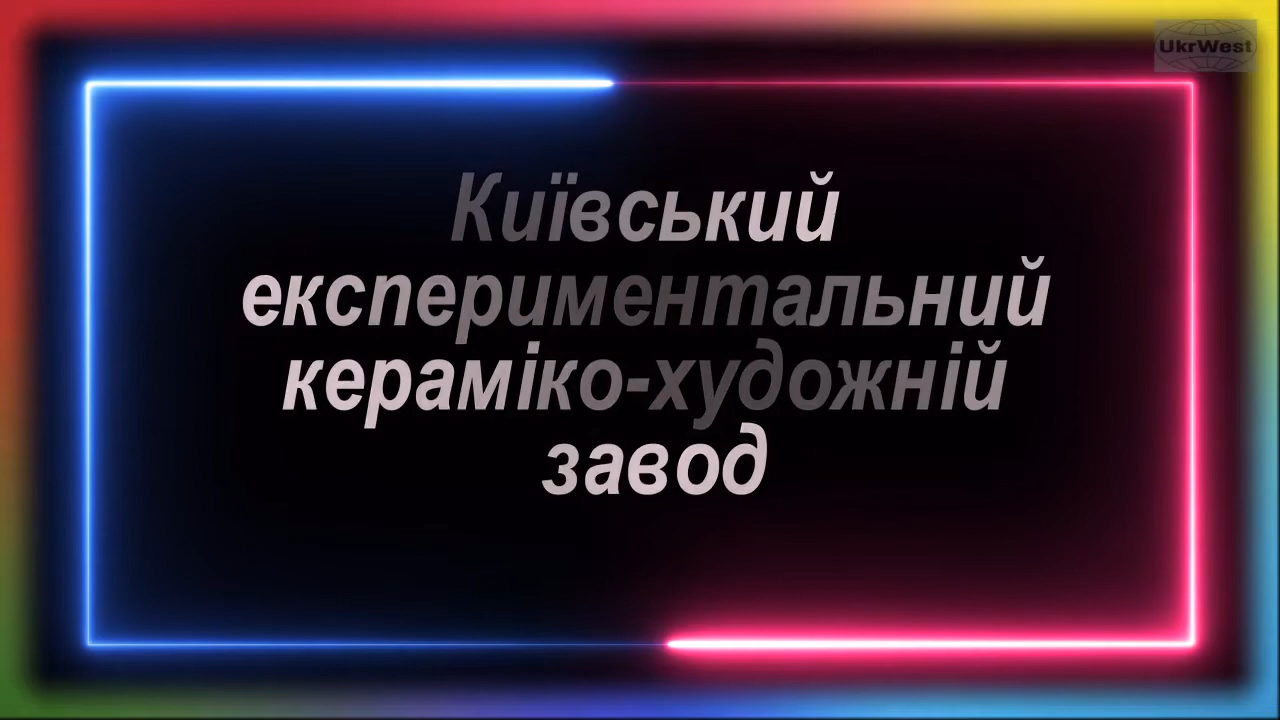 UkrWest
Київський
експериментальний
кераміко-художній
завод